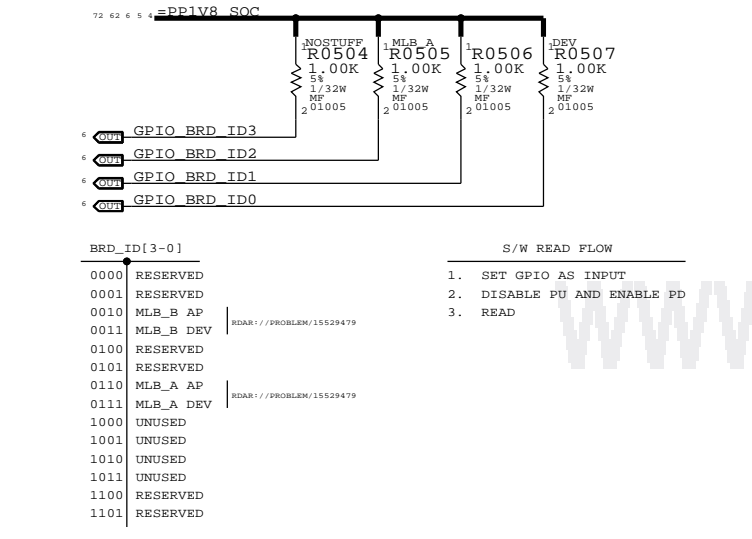 72 62 6 5 4 =PP1V8_SOC
NOSTUFF MLB_A DEV
1 R0504 1 R0505 1 R0506 1 R0507
1.00K 1.00K 1.00K 1.00K
5% 5% 5% 5%
1/32W 1/32W 1/32W 1/32W
MF MF MF MF
2 01005 2 01005 2 01005 2 01005
6 OUT GPIO_BRD_ID3
6 OUT GPIO_BRD_ID2
6 OUT GPIO_BRD_ID1
6 OUT GPIO_BRD_ID0
BRD_ID[3-0]
0000 RESERVED
0001 RESERVED
0010 MLB_B AP
RDAR://PROBLEM/15529479
0011 MLB_B DEV
0100 RESERVED
0101 RESERVED
0110 MLB_A AP
RDAR://PROBLEM/15529479
0111 MLB_A DEV
1000 UNUSED
1001 UNUSED
1010 UNUSED
1011 UNUSED
1100 RESERVED
1101 RESERVED
S/W READ FLOW
1. SET GPIO AS INPUT
2. DISABLE PU AND ENABLE PD
3. READ
www